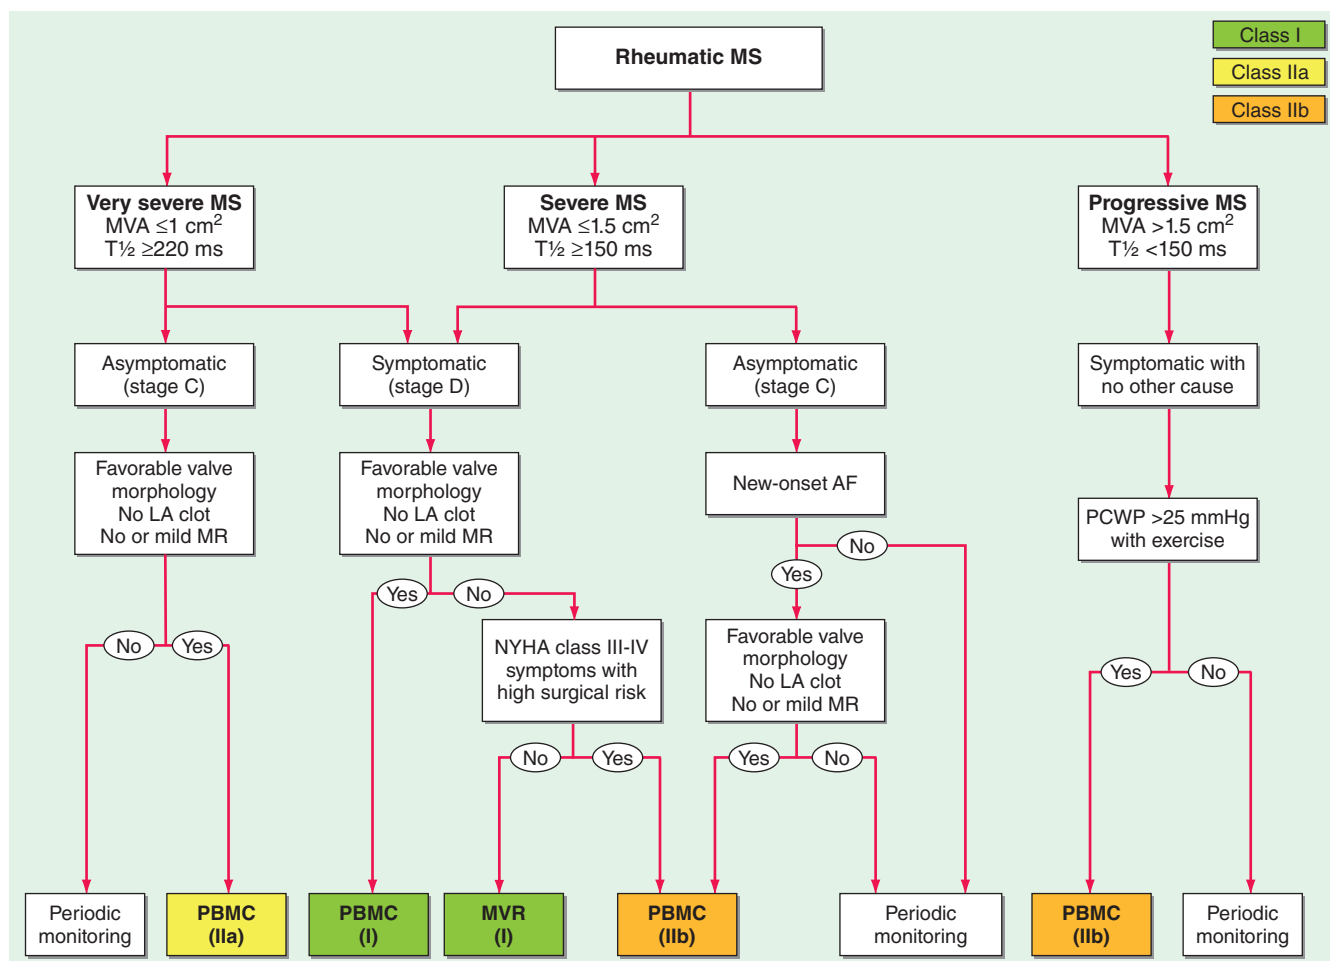 Rheumatic MS
Class I
Class IIa
Class IIb
Very severe MS
MVA ≤1 cm²
T½ ≥220 ms
Severe MS
MVA ≤1.5 cm²
T½ ≥150 ms
Progressive MS
MVA >1.5 cm²
T½ <150 ms
Asymptomatic
(stage C)
Symptomatic
(stage D)
Asymptomatic
(stage C)
Symptomatic with
no other cause
Favorable valve
morphology
No LA clot
No or mild MR
Favorable valve
morphology
No LA clot
No or mild MR
New-onset AF
PCWP >25 mmHg
with exercise
No
Yes
Yes
No
NYHA class III-IV
symptoms with
high surgical risk
Favorable valve
morphology
No LA clot
No or mild MR
No
Yes
Yes
No
Yes
No
No
Yes
Yes
No
Periodic
monitoring
PBMC
(IIa)
PBMC
(I)
MVR
(I)
PBMC
(IIb)
Periodic
monitoring
PBMC
(IIb)
Periodic
monitoring